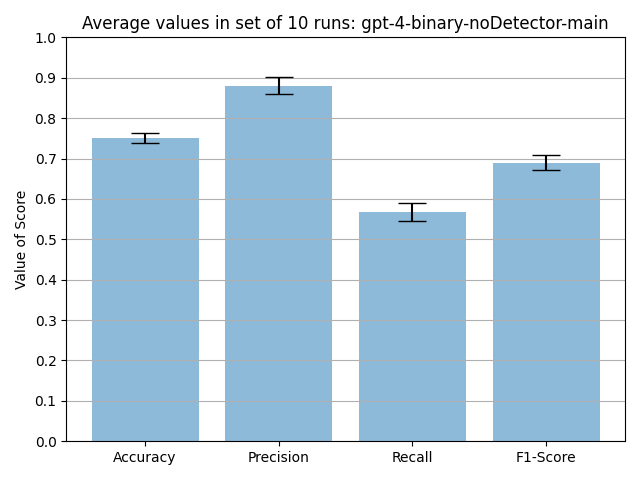 Average values in set of 10 runs: gpt-4-binary-noDetector-main
1.0
0.9
0.8
0.7
0.6
0.5
0.4
0.3
0.2
0.1
0.0
Value of Score
Accuracy
Precision
Recall
F1-Score